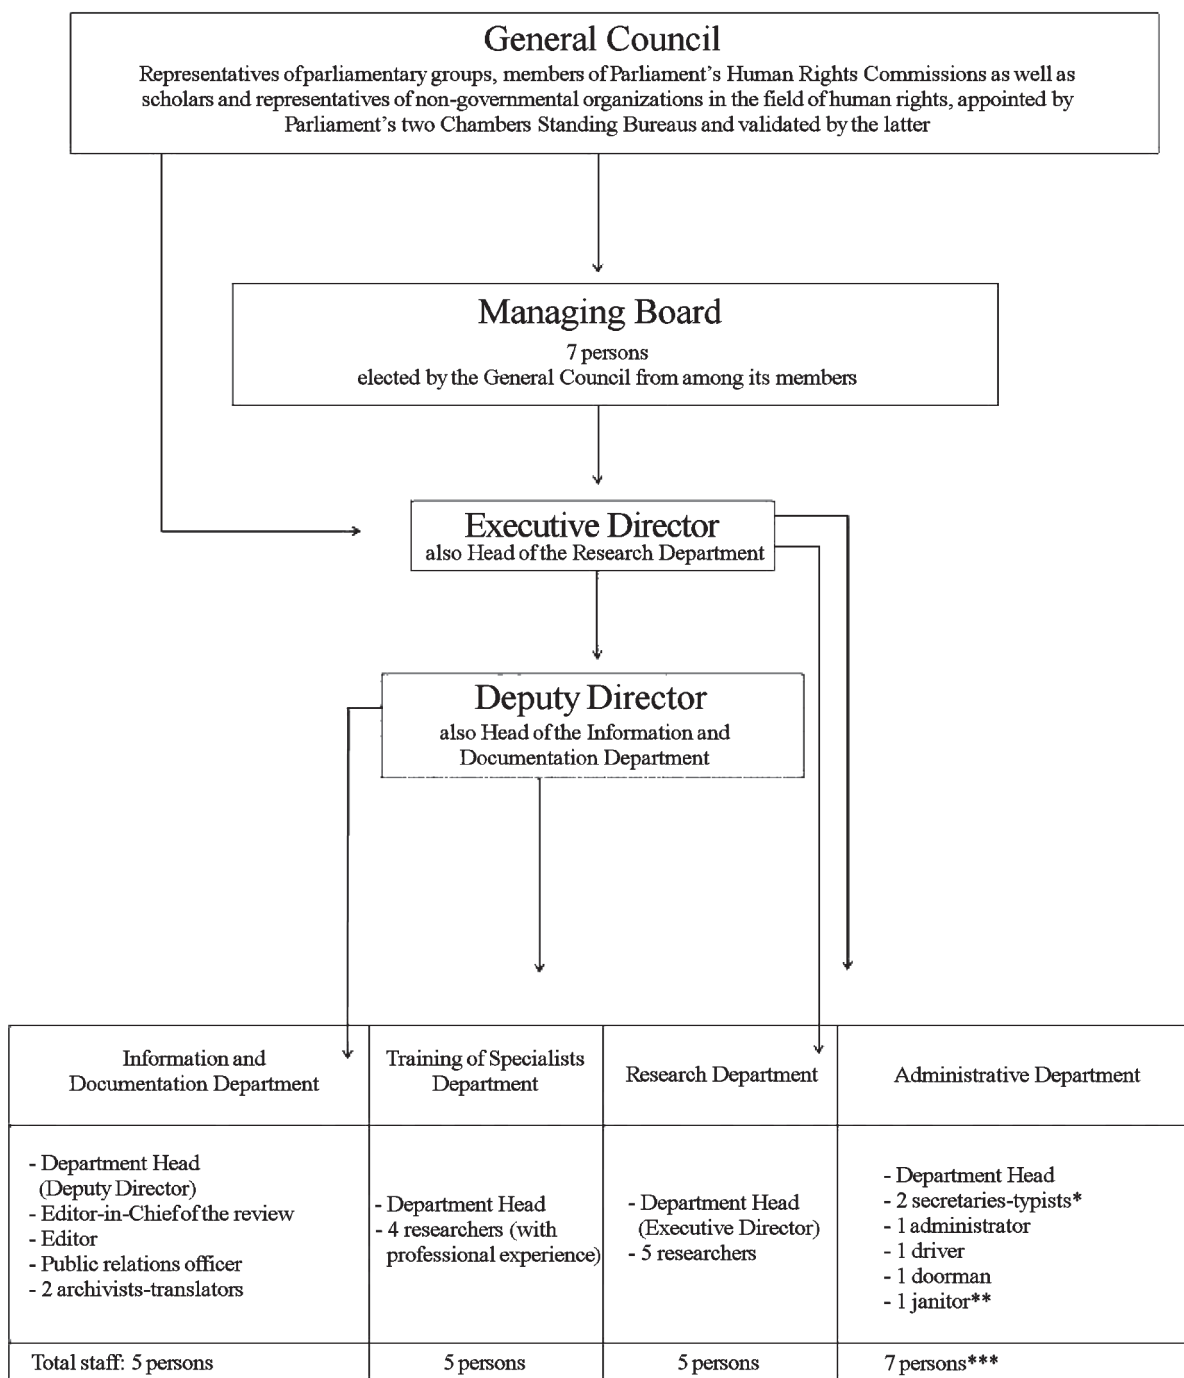 General Council
Representatives of parliamentary groups, members of Parliament's Human Rights Commissions as well as
scholars and representatives of non-governmental organizations in the field of human rights, appointed by
Parliament's two Chambers Standing Bureaus and validated by the latter
Managing Board
7 persons
elected by the General Council from among its members
Executive Director
also Head of the Research Department
Deputy Director
also Head of the Information and
Documentation Department
Information and
Documentation Department
Training of Specialists
Department
Research Department
Administrative Department
- Department Head
(Deputy Director)
- Editor-in-Chief of the review
- Editor
- Public relations officer
- 2 archivists-translators
- Department Head
- 4 researchers (with
professional experience)
- Department Head
(Executive Director)
- 5 researchers
- Department Head
- 2 secretaries-typists*
- 1 administrator
- 1 driver
- 1 doorman
- 1 janitor**
Total staff: 5 persons
5 persons
5 persons
7 persons***